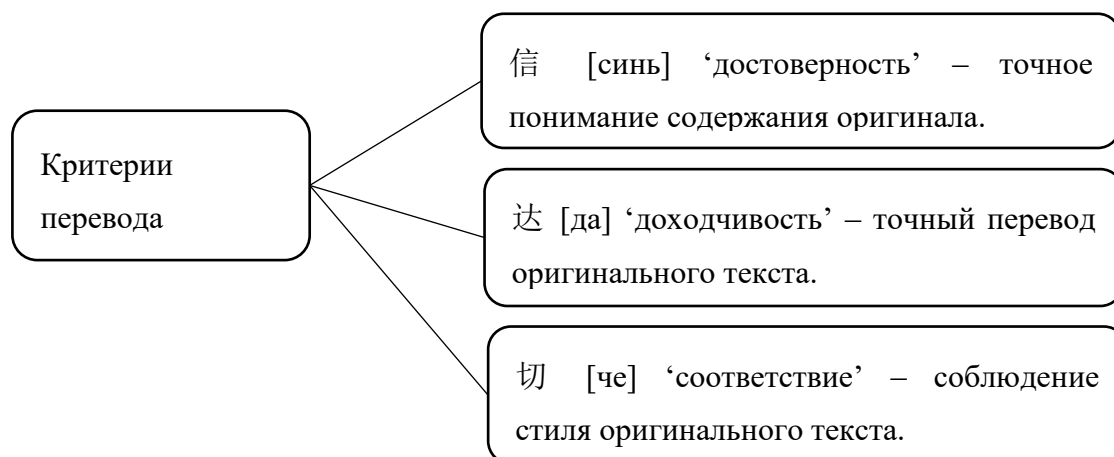 Критерии
перевода
信 [синь] ‘достоверность’ – точное
понимание содержания оригинала.
达 [да] ‘доходчивость’ – точный перевод
оригинального текста.
切 [че] ‘соответствие’ – соблюдение
стиля оригинального текста.